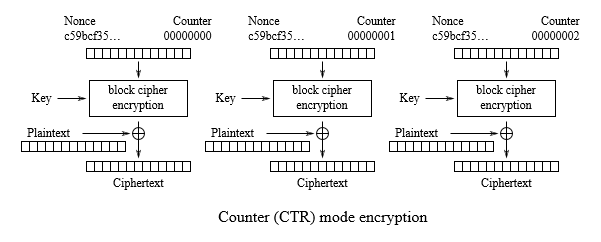 Nonce Counter Nonce Counter Nonce Counter
c59bcf35... 00000000 c59bcf35... 00000001 c59bcf35... 00000002
block cipher block cipher block cipher
Key encryption Key encryption Key encryption
Plaintext Plaintext Plaintext
Ciphertext Ciphertext Ciphertext
Counter (CTR) mode encryption